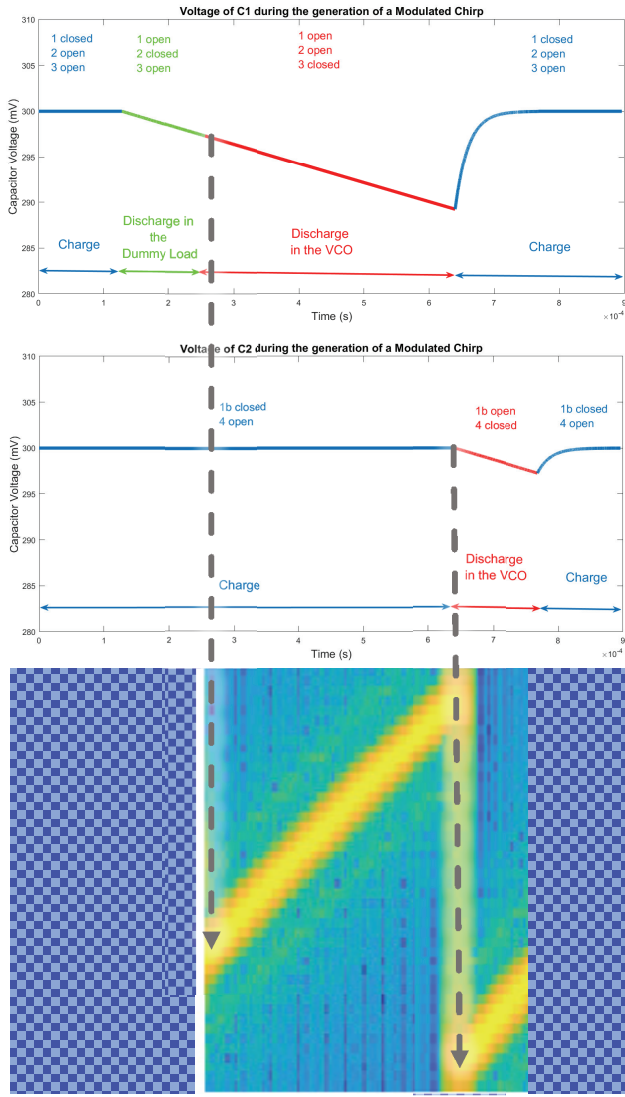 Voltage of C1 during the generation of a Modulated Chirp
310
305
300
295
290
285
280
Capacitor Voltage (mV)
1 closed
2 open
3 open
1 open
2 closed
3 open
1 open
2 open
3 closed
1 closed
2 open
3 open
Charge
Discharge in
the
Dummy Load
Discharge
in the VCO
Charge
0 1 2 3 4 5 6 7 8 9
Time (s)
×10⁻⁴
Voltage of C2 during the generation of a Modulated Chirp
310
305
300
295
290
285
280
Capacitor Voltage (mV)
1b closed
4 open
1b open
4 closed
1b closed
4 open
Charge
Discharge
in the VCO
Charge
0 1 2 3 4 5 6 7 8 9
Time (s)
×10⁻⁴